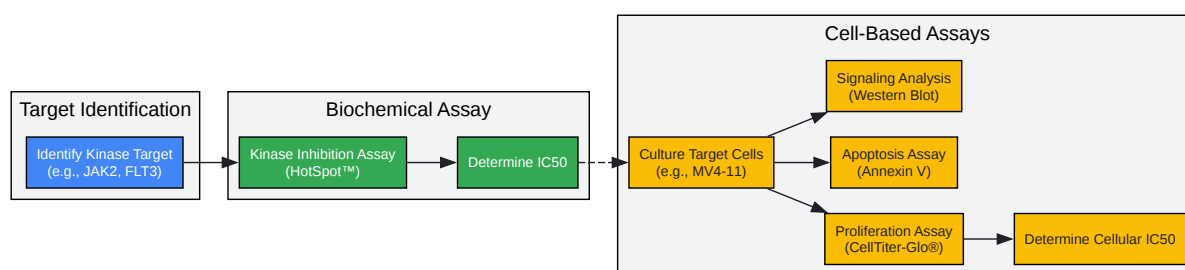 Target Identification
Identify Kinase Target
(e.g., JAK2, FLT3)
Biochemical Assay
Kinase Inhibition Assay
(HotSpot™)
Determine IC50
Cell-Based Assays
Culture Target Cells
(e.g., MV4-11)
Signaling Analysis
(Western Blot)
Apoptosis Assay
(Annexin V)
Proliferation Assay
(CellTiter-Glo®)
Determine Cellular IC50